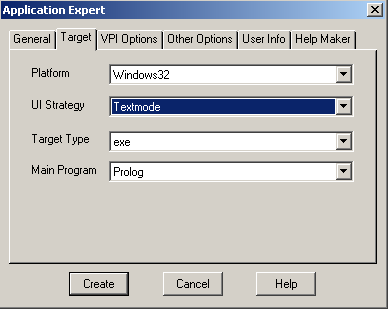 Application Expert
General Target VPI Options Other Options User Info Help Maker
Platform Windows32
UI Strategy Textmode
Target Type exe
Main Program Prolog
Create Cancel Help